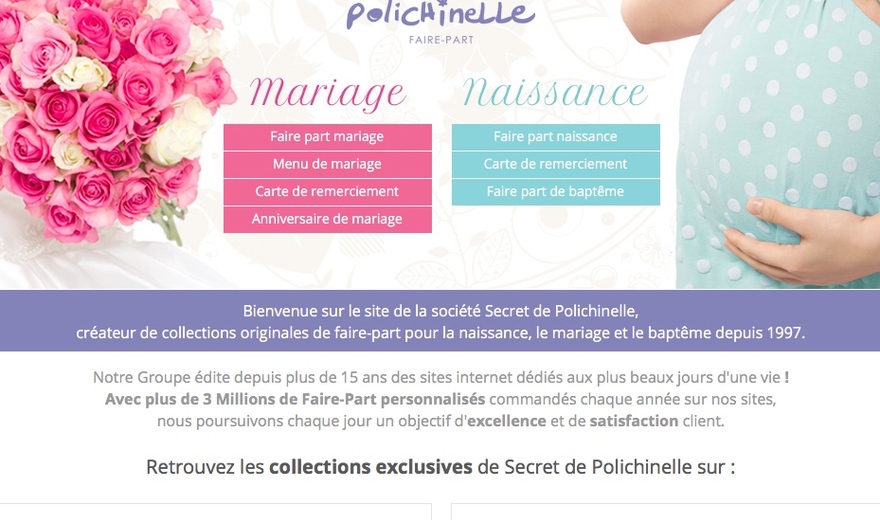 Polichinelle
FAIRE-PART
Mariage
Faire part mariage
Menu de mariage
Carte de remerciement
Anniversaire de mariage
Naissance
Faire part naissance
Carte de remerciement
Faire part de baptême
Bienvenue sur le site de la société Secret de Polichinelle,
créateur de collections originales de faire-part pour la naissance, le mariage et le baptême depuis 1997.
Notre Groupe édite depuis plus de 15 ans des sites internet dédiés aux plus beaux jours d'une vie !
Avec plus de 3 Millions de Faire-Part personnalisés commandés chaque année sur nos sites,
nous poursuivons chaque jour un objectif d'excellence et de satisfaction client.
Retrouvez les collections exclusives de Secret de Polichinelle sur :